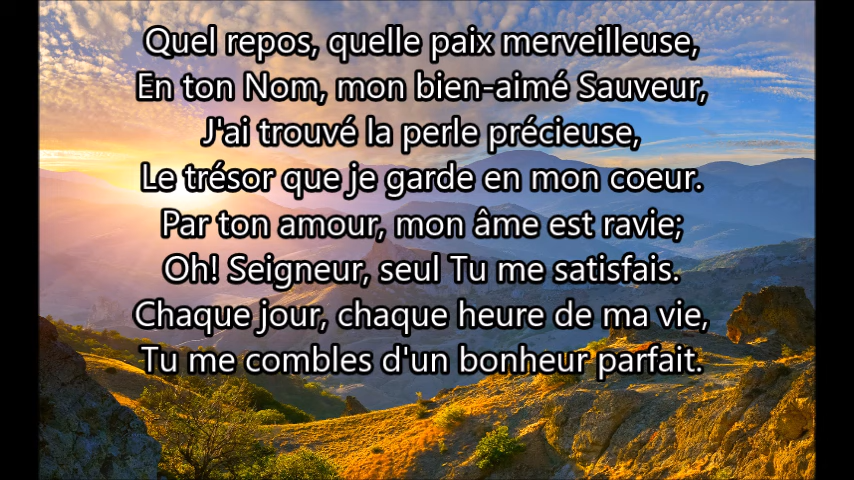 Quel repos, quelle paix merveilleuse,
En ton Nom, mon bien-aimé Sauveur,
J'ai trouvé la perle précieuse,
Le trésor que je garde en mon coeur.
Par ton amour, mon âme est ravie;
Oh! Seigneur, seul Tu me satisfais.
Chaque jour, chaque heure de ma vie,
Tu me combles d'un bonheur parfait.